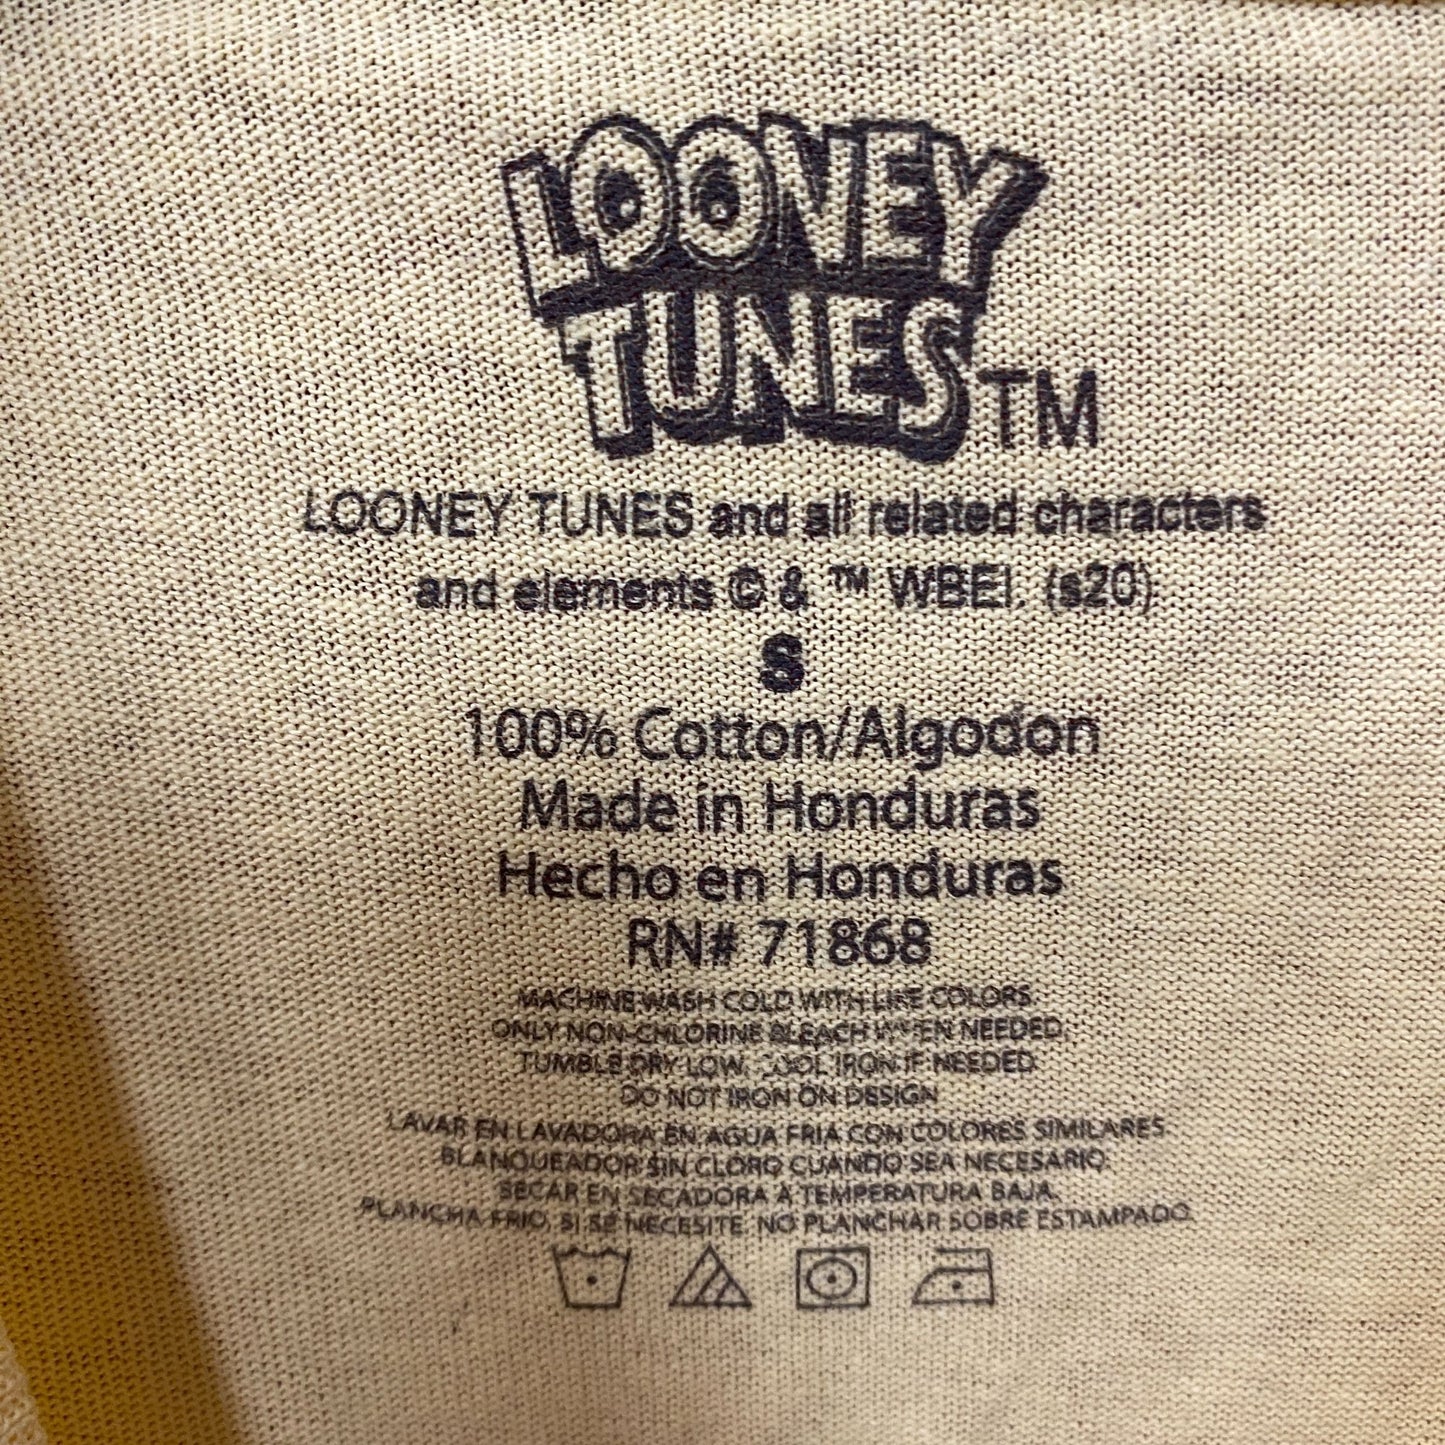 LOONEY
TUNES TM
LOONEY TUNES and all related characters
and elements © & ™ WBEI. (s20)
S
100% Cotton/Algodon
Made in Honduras
Hecho en Honduras
RN# 71868
MACHINE WASH COLD WITH LIKE COLORS.
ONLY NON-CHLORINE BLEACH WHEN NEEDED.
TUMBLE DRY LOW. COOL IRON IF NEEDED
DO NOT IRON ON DESIGN
LAVAR EN LAVADORA EN AGUA FRIA CON COLORES SIMILARES.
BLANQUEADOR SIN CLORO CUANDO SEA NECESARIO.
SECAR EN SECADORA A TEMPERATURA BAJA.
PLANCHA FRIO, SI SE NECESITE. NO PLANCHAR SOBRE ESTAMPADO.